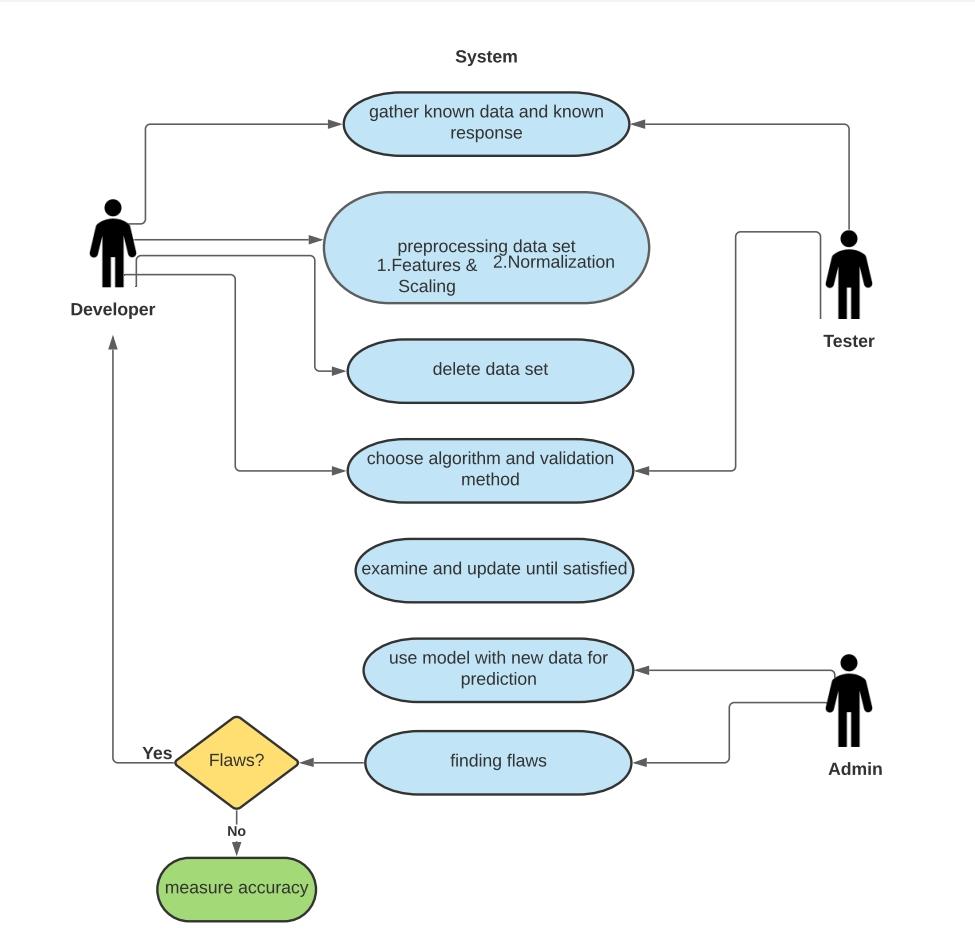 System
gather known data and known
response
preprocessing data set
1.Features &
Scaling
2.Normalization
Developer
Tester
delete data set
choose algorithm and validation
method
examine and update until satisfied
use model with new data for
prediction
Admin
Yes
Flaws?
finding flaws
No
measure accuracy